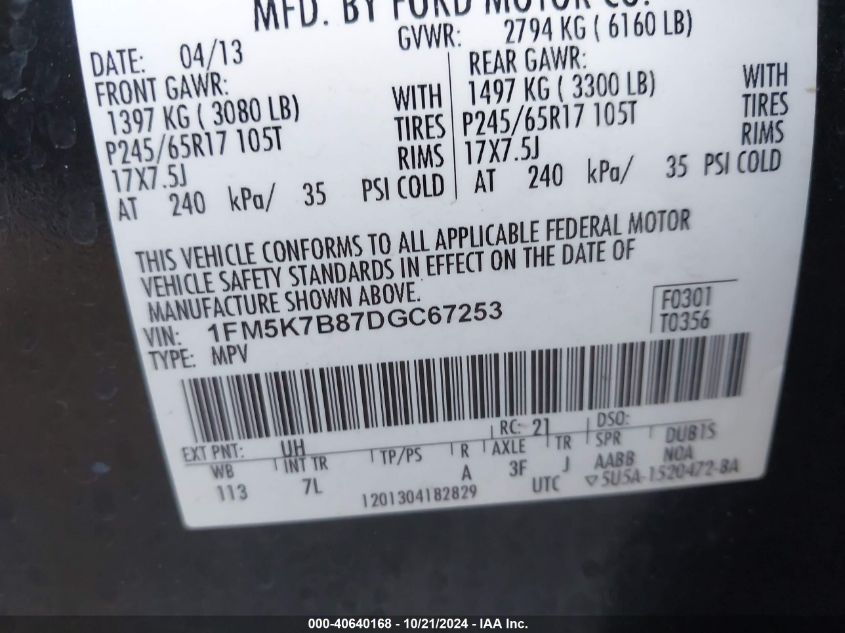 MFD. BY FORD MOTOR CO.
DATE: 04/13 GVWR: 2794 KG ( 6160 LB)
FRONT GAWR: REAR GAWR:
1397 KG ( 3080 LB) WITH 1497 KG ( 3300 LB) WITH
P245/65R17 105T TIRES P245/65R17 105T TIRES
17X7.5J RIMS 17X7.5J RIMS
AT 240 kPa/ 35 PSI COLD AT 240 kPa/ 35 PSI COLD
THIS VEHICLE CONFORMS TO ALL APPLICABLE FEDERAL MOTOR
VEHICLE SAFETY STANDARDS IN EFFECT ON THE DATE OF
MANUFACTURE SHOWN ABOVE.
VIN: 1FM5K7B87DGC67253
TYPE: MPV
F0301
T0356
EXT PNT: UH RC: 21 DSO:
WB INT TR TP/PS R AXLE TR SPR DUBIS
113 7L A 3F J AABB NOA
1201304182829 UTC ▽5U5A-1520472-BA
000-40640168 - 10/21/2024 - IAA Inc.